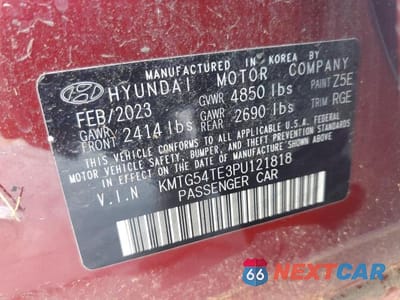 MANUFACTURED IN KOREA BY
HYUNDAI MOTOR COMPANY
FEB/2023 GVWR 4850 lbs PAINT Z5E
GAWR FRONT 2414 lbs GAWR REAR 2690 lbs TRIM RGE
THIS VEHICLE CONFORMS TO ALL APPLICABLE U.S. FEDERAL
MOTOR VEHICLE SAFETY, BUMPER, AND THEFT PREVENTION
STANDARDS IN EFFECT ON THE DATE OF MANUFACTURE
SHOWN ABOVE.
V.I.N KMTG54TE3PU121818
PASSENGER CAR
66 NEXTCAR